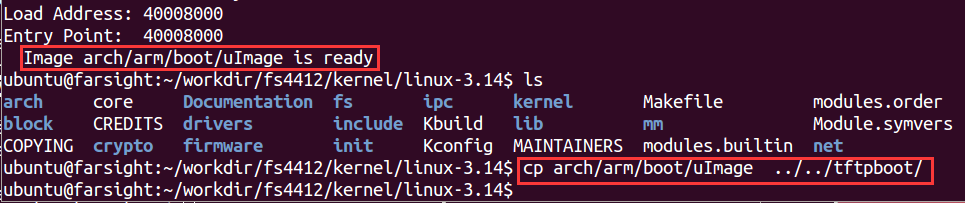 Load Address: 40008000
Entry Point:  40008000
  Image arch/arm/boot/uImage is ready
ubuntu@farsight:~/workdir/fs4412/kernel/linux-3.14$ ls
arch     core     Documentation  fs       ipc      kernel       Makefile         modules.order
block    CREDITS  drivers        include  Kbuild   lib          mm               Module.symvers
COPYING  crypto   firmware       init     Kconfig  MAINTAINERS  modules.builtin  net
ubuntu@farsight:~/workdir/fs4412/kernel/linux-3.14$ cp arch/arm/boot/uImage  ../../tftpboot/
ubuntu@farsight:~/workdir/fs4412/kernel/linux-3.14$